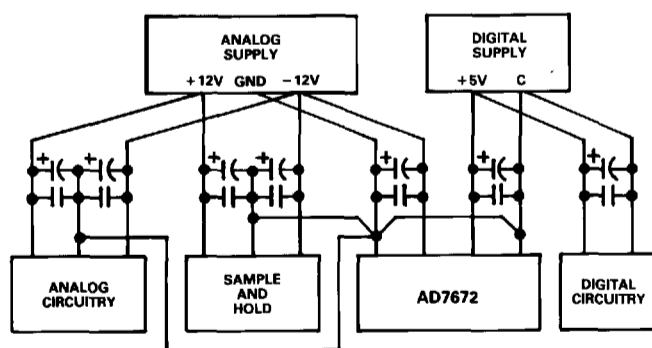 ANALOG
SUPPLY
+12V GND −12V
DIGITAL
SUPPLY
+5V C
+ + + + + + +
ANALOG
CIRCUITRY
SAMPLE
AND
HOLD
AD7672
DIGITAL
CIRCUITRY